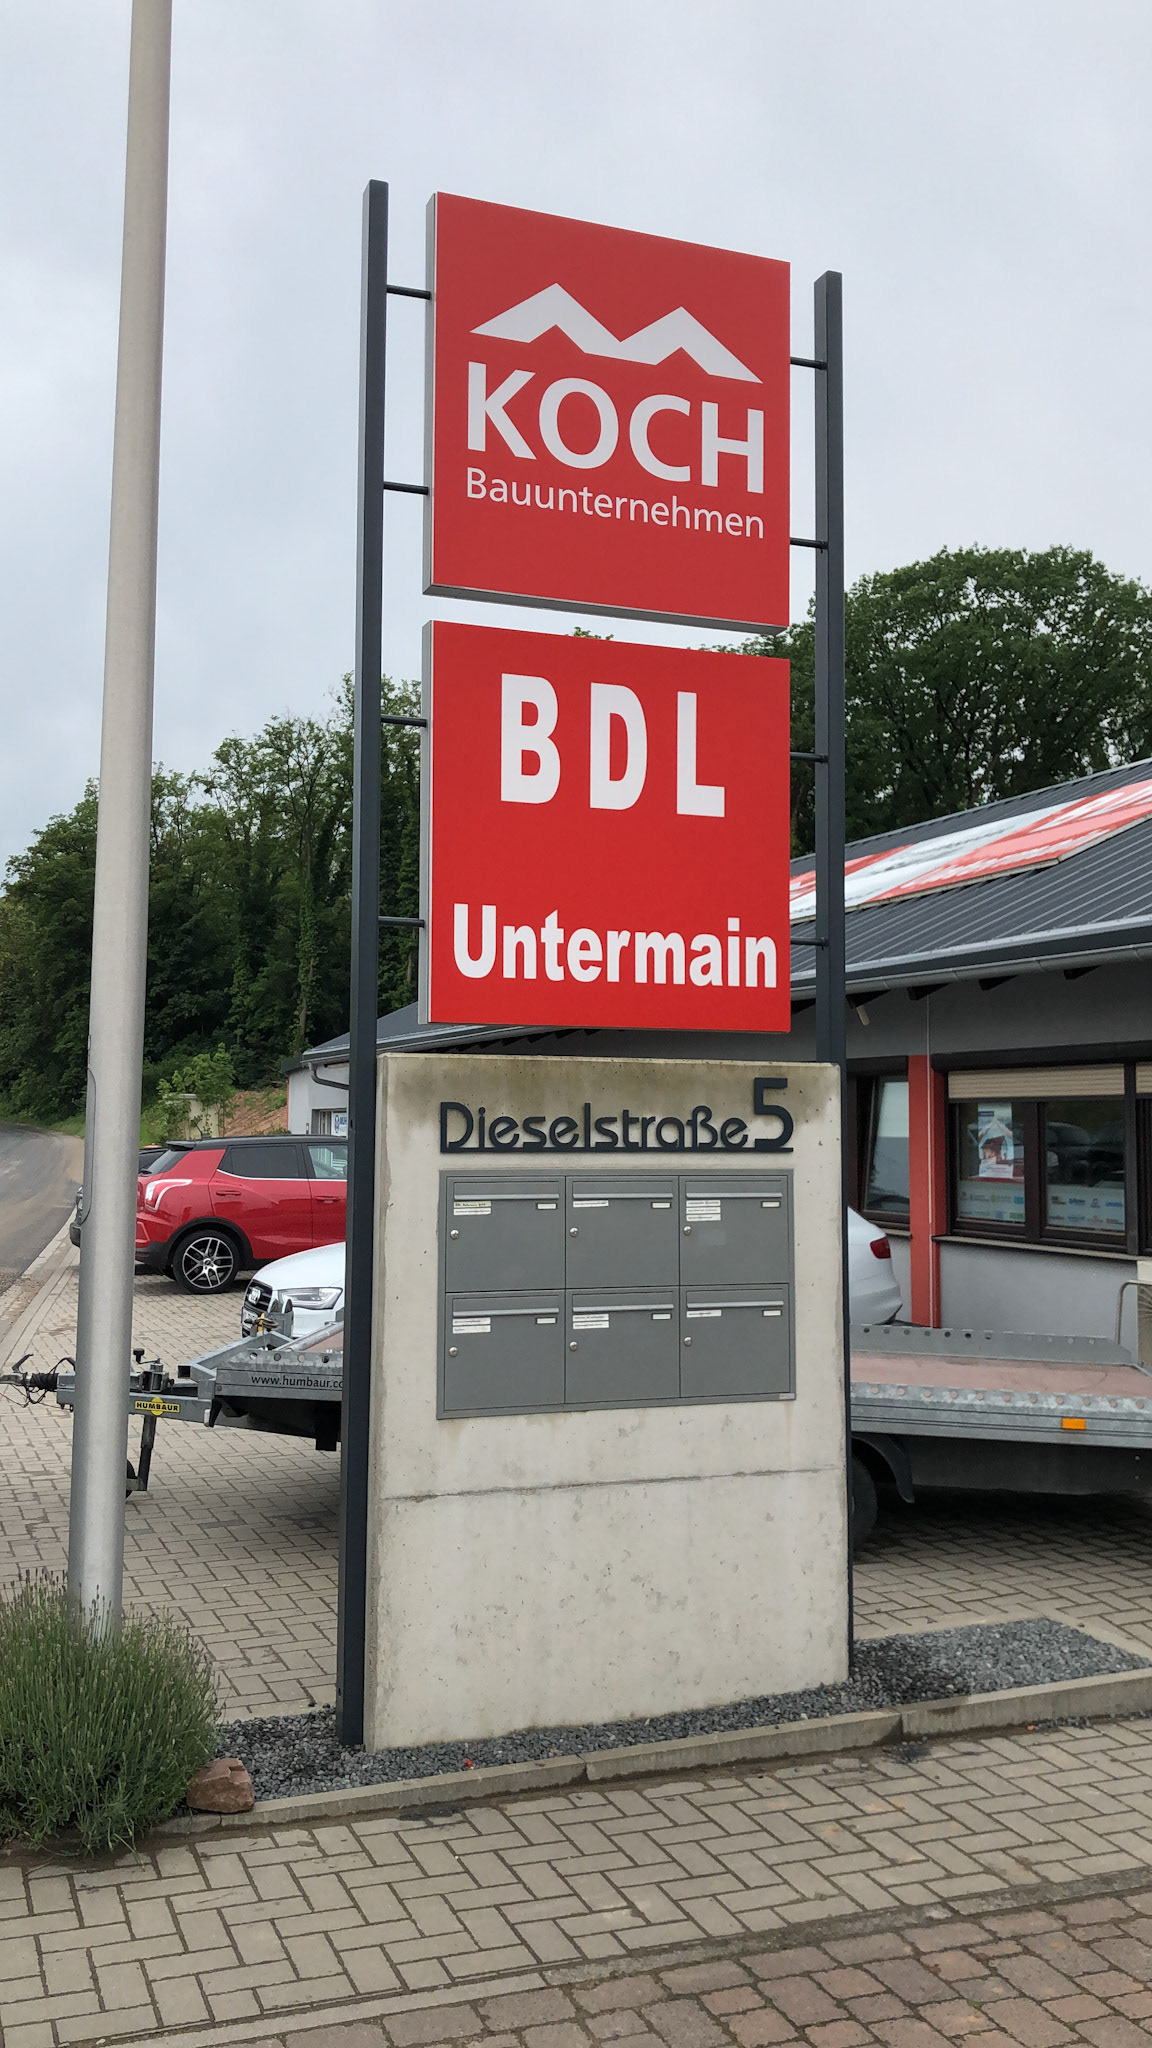 KOCH
Bauunternehmen
BDL
Untermain
Dieselstraße 5
www.humbaur.co
HUMBAUR